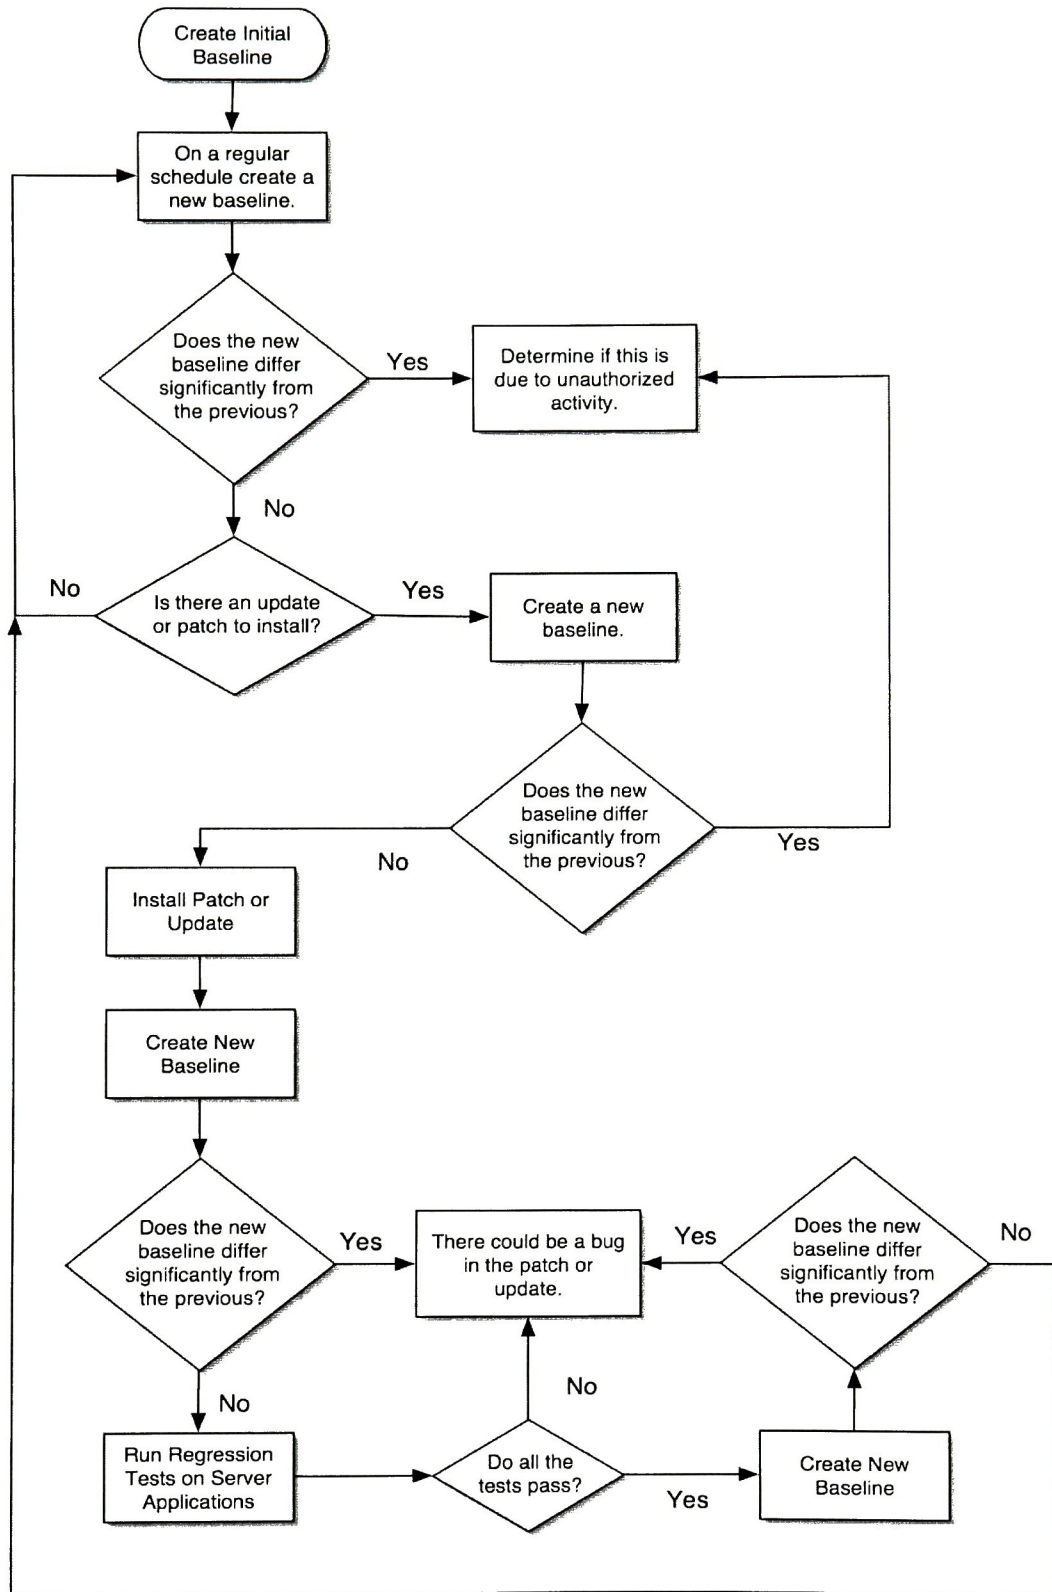 Create Initial
Baseline
On a regular
schedule create a
new baseline.
Does the new
baseline differ
significantly from
the previous?
Yes
Determine if this is
due to unauthorized
activity.
No
No
Is there an update
or patch to install?
Yes
Create a new
baseline.
Does the new
baseline differ
significantly from
the previous?
Yes
No
Install Patch or
Update
Create New
Baseline
Does the new
baseline differ
significantly from
the previous?
Yes
There could be a bug
in the patch or
update.
Yes
Does the new
baseline differ
significantly from
the previous?
No
No
No
Run Regression
Tests on Server
Applications
Do all the
tests pass?
Yes
Create New
Baseline